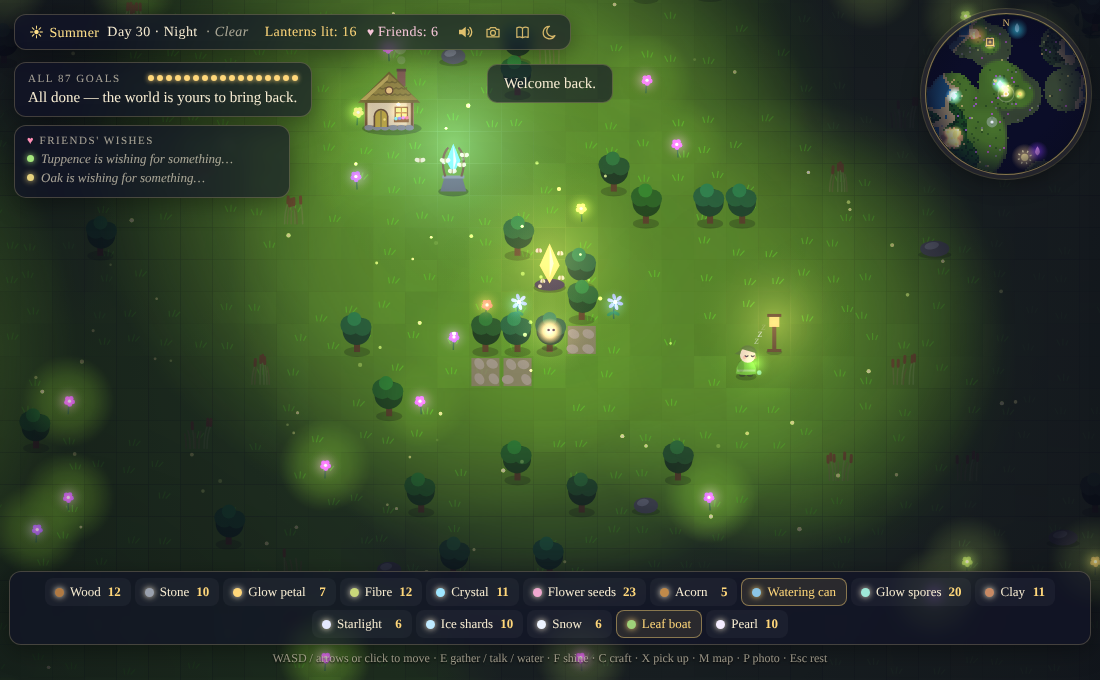 Summer Day 30 · Night · Clear Lanterns lit: 16 ♥ Friends: 6
N
ALL 87 GOALS
All done — the world is yours to bring back.
Welcome back.
♥ FRIENDS' WISHES
Tuppence is wishing for something…
Oak is wishing for something…
z
z
Wood 12 Stone 10 Glow petal 7 Fibre 12 Crystal 11 Flower seeds 23 Acorn 5 Watering can Glow spores 20 Clay 11
Starlight 6 Ice shards 10 Snow 6 Leaf boat Pearl 10
WASD / arrows or click to move · E gather / talk / water · F shine · C craft · X pick up · M map · P photo · Esc rest